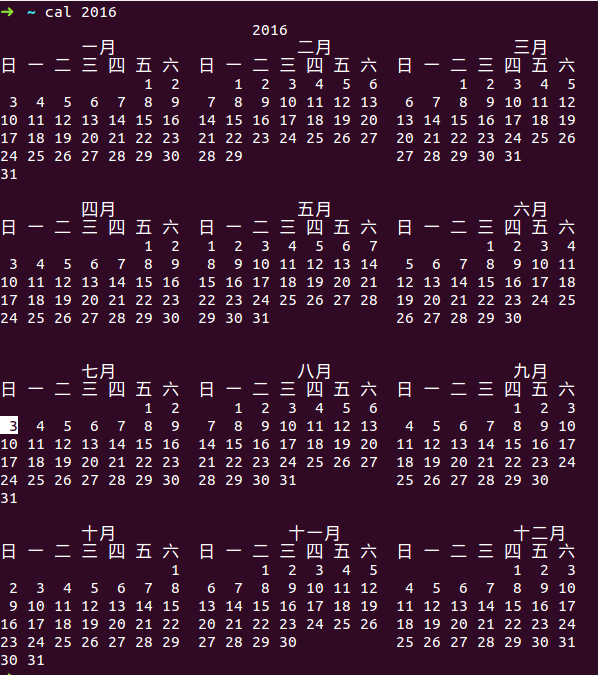 ➜  ~ cal 2016
                            2016
         一月                    二月                    三月
日 一 二 三 四 五 六  日 一 二 三 四 五 六  日 一 二 三 四 五 六
                1  2      1  2  3  4  5  6         1  2  3  4  5
 3  4  5  6  7  8  9   7  8  9 10 11 12 13   6  7  8  9 10 11 12
10 11 12 13 14 15 16  14 15 16 17 18 19 20  13 14 15 16 17 18 19
17 18 19 20 21 22 23  21 22 23 24 25 26 27  20 21 22 23 24 25 26
24 25 26 27 28 29 30  28 29                 27 28 29 30 31
31
         四月                    五月                    六月
日 一 二 三 四 五 六  日 一 二 三 四 五 六  日 一 二 三 四 五 六
                1  2   1  2  3  4  5  6  7            1  2  3  4
 3  4  5  6  7  8  9   8  9 10 11 12 13 14   5  6  7  8  9 10 11
10 11 12 13 14 15 16  15 16 17 18 19 20 21  12 13 14 15 16 17 18
17 18 19 20 21 22 23  22 23 24 25 26 27 28  19 20 21 22 23 24 25
24 25 26 27 28 29 30  29 30 31              26 27 28 29 30
         七月                    八月                    九月
日 一 二 三 四 五 六  日 一 二 三 四 五 六  日 一 二 三 四 五 六
                1  2      1  2  3  4  5  6               1  2  3
 3  4  5  6  7  8  9   7  8  9 10 11 12 13   4  5  6  7  8  9 10
10 11 12 13 14 15 16  14 15 16 17 18 19 20  11 12 13 14 15 16 17
17 18 19 20 21 22 23  21 22 23 24 25 26 27  18 19 20 21 22 23 24
24 25 26 27 28 29 30  28 29 30 31           25 26 27 28 29 30
31
         十月                   十一月                   十二月
日 一 二 三 四 五 六  日 一 二 三 四 五 六  日 一 二 三 四 五 六
                   1         1  2  3  4  5               1  2  3
 2  3  4  5  6  7  8   6  7  8  9 10 11 12   4  5  6  7  8  9 10
 9 10 11 12 13 14 15  13 14 15 16 17 18 19  11 12 13 14 15 16 17
16 17 18 19 20 21 22  20 21 22 23 24 25 26  18 19 20 21 22 23 24
23 24 25 26 27 28 29  27 28 29 30           25 26 27 28 29 30 31
30 31